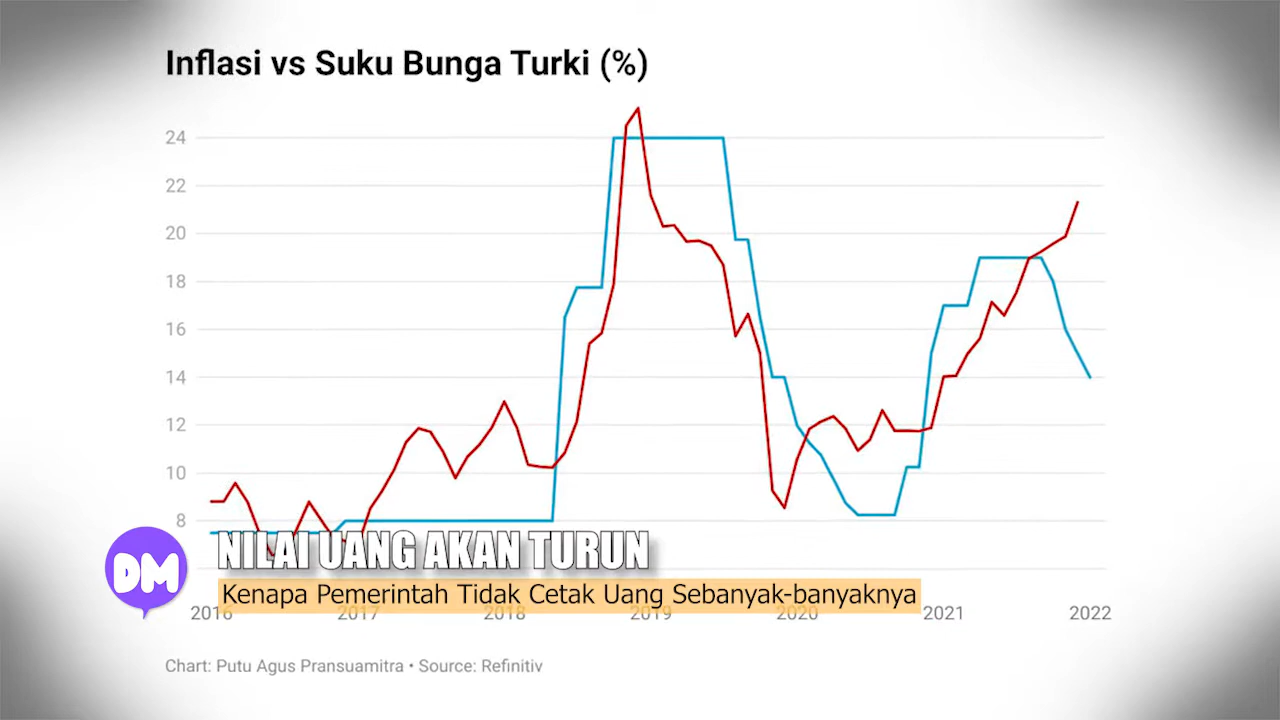 Inflasi vs Suku Bunga Turki (%)
24
22
20
18
16
14
12
10
8
NILAI UANG AKAN TURUN
DM
Kenapa Pemerintah Tidak Cetak Uang Sebanyak-banyaknya
2016 2017 2018 2019 2020 2021 2022
Chart: Putu Agus Pransuamitra • Source: Refinitiv